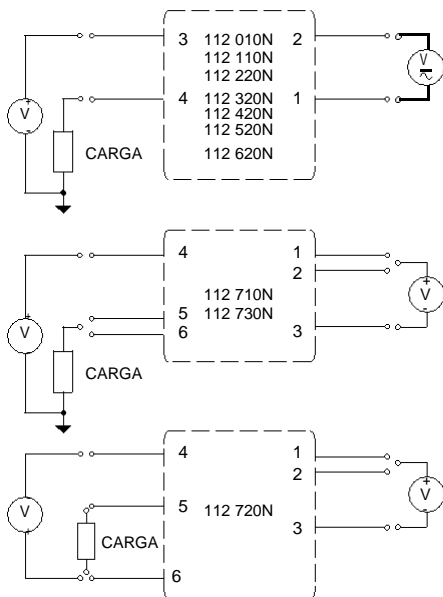 3 112 010N 2
112 110N
112 220N
4 112 320N 1
112 420N
112 520N
112 620N
+
V
-
CARGA
V
4 1
2
112 710N
5 112 730N
6 3
+
V
-
CARGA
+
V
-
4 1
2
5 112 720N
3
6
-
V
+
CARGA
+
V
-